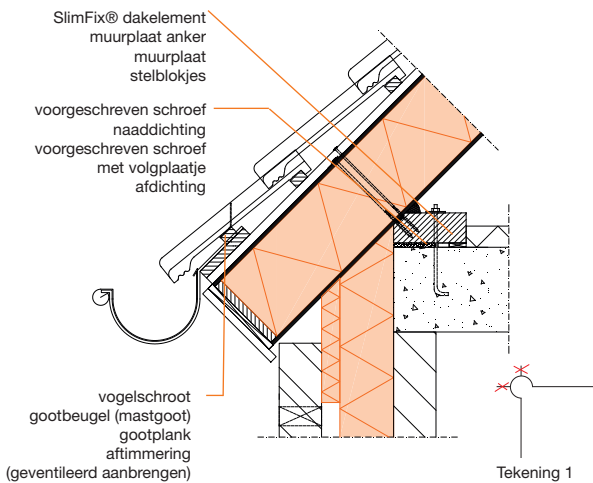 SlimFix® dakelement
muurplaat anker
muurplaat
stelblokjes
voorgeschreven schroef
naaddichting
voorgeschreven schroef
met volgplaatje
afdichting
vogelschroot
gootbeugel (mastgoot)
gootplank
aftimmering
(geventileerd aanbrengen)
Tekening 1